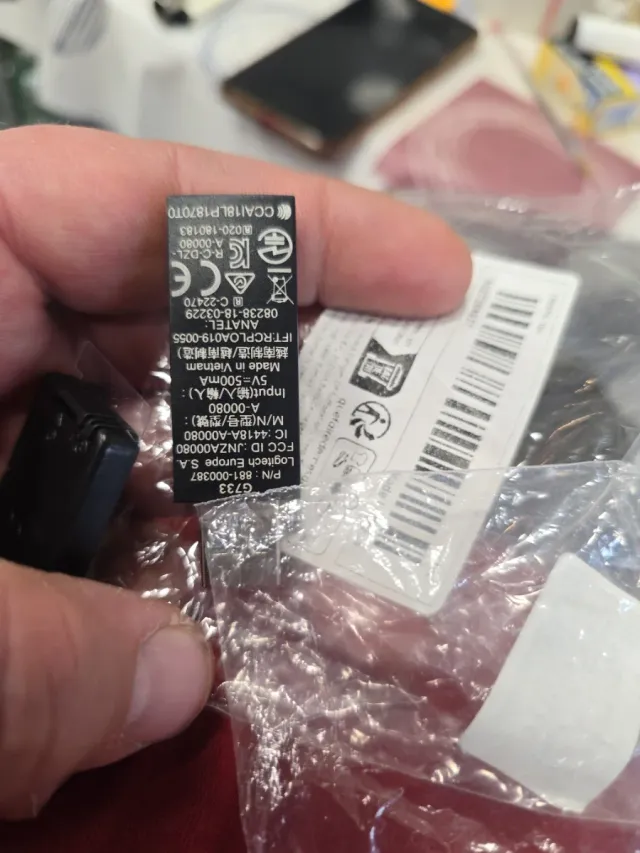 G733
P/N : 881-000387
Logitech Europe S.A.
FCC ID :JNZA00080
IC :4418A-A00080
M/N(型号/型號) :
A-00080
Input(输入/輸入) :
5V⎓500mA
Made in Vietnam
越南制造/越南製造)
IFT:RCPLOA019-0055
ANATEL:
08238-18-03229
C-22470
CE
R-C-DZL-
A-00080
020-180183
CCAI18LP1870T0